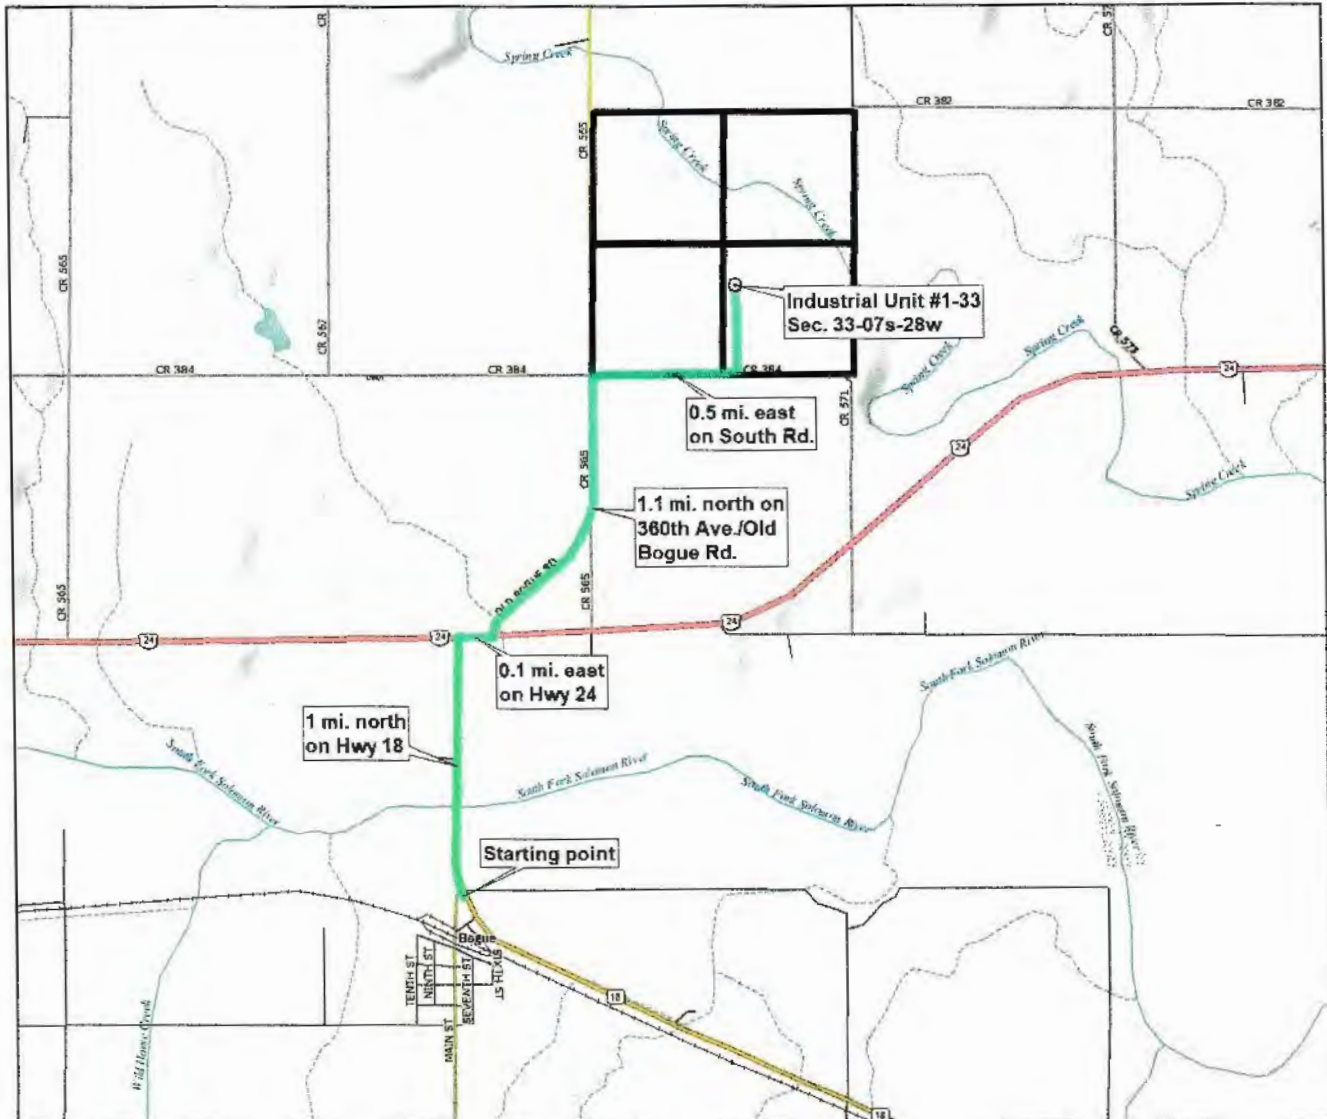 CR
CR 57
Spring Creek
CR 382
CR 382
CR 565
Spring Creek
Spring Creek
CR 565
CR 567
Industrial Unit #1-33
Sec. 33-07s-28w
Spring Creek
CR 573
Spring Creek
24
CR 384
CR 384
CR 384
0.5 mi. east
on South Rd.
CR 571
24
CR 565
Spring Creek
1.1 mi. north on
360th Ave./Old
Bogue Rd.
OLD BOGUE RD
CR 565
CR 565
24
24
24
0.1 mi. east
on Hwy 24
South Fork Solomon River
1 mi. north
on Hwy 18
South Fork Solomon River
South Fork Solomon River
South Fork Solomon River
South Fork Solomon River
Starting point
Bogue
TENTH ST
NINTH ST
SEVENTH ST
SIXTH ST
18
MAIN ST
Wild Horse Creek
18